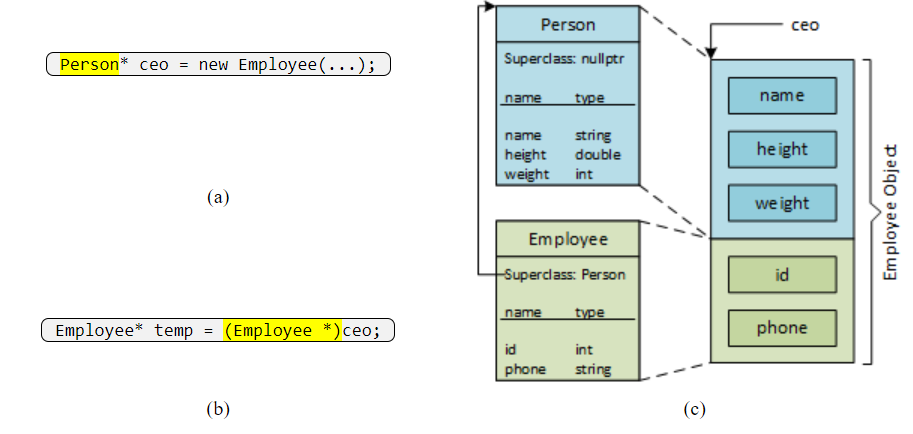 Person* ceo = new Employee(...);
(a)
Employee* temp = (Employee *)ceo;
(b)
Person
Superclass: nullptr
name type
name string
height double
weight int
Employee
Superclass: Person
name type
id int
phone string
ceo
name
height
weight
id
phone
Employee Object
(c)